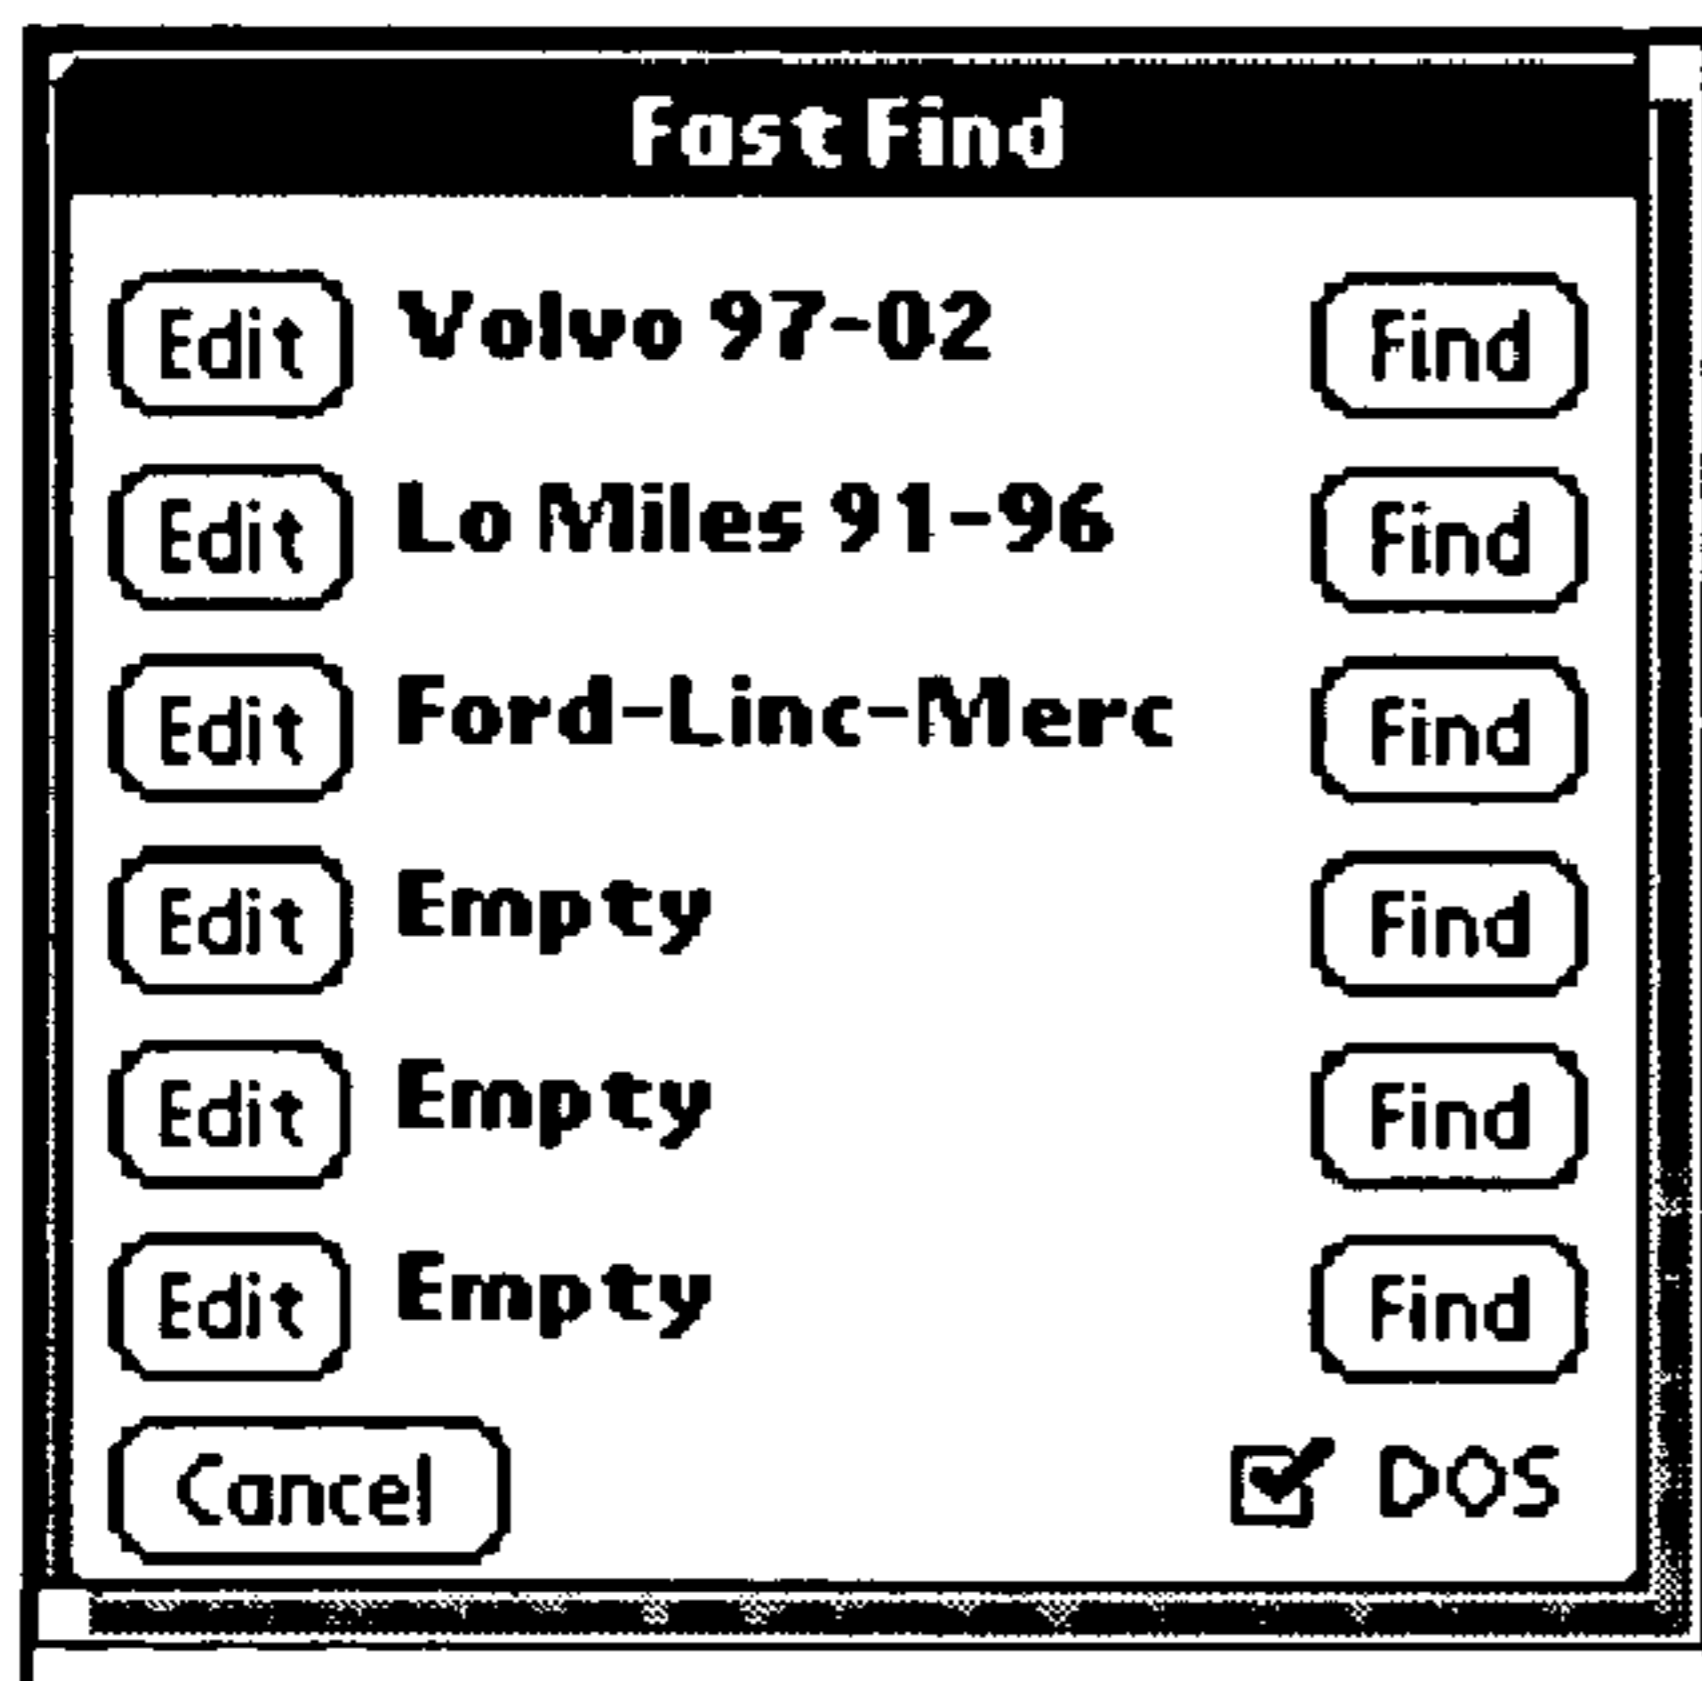 Fast Find
Edit Volvo 97-02 Find
Edit Lo Miles 91-96 Find
Edit Ford-Linc-Merc Find
Edit Empty Find
Edit Empty Find
Edit Empty Find
Cancel DOS